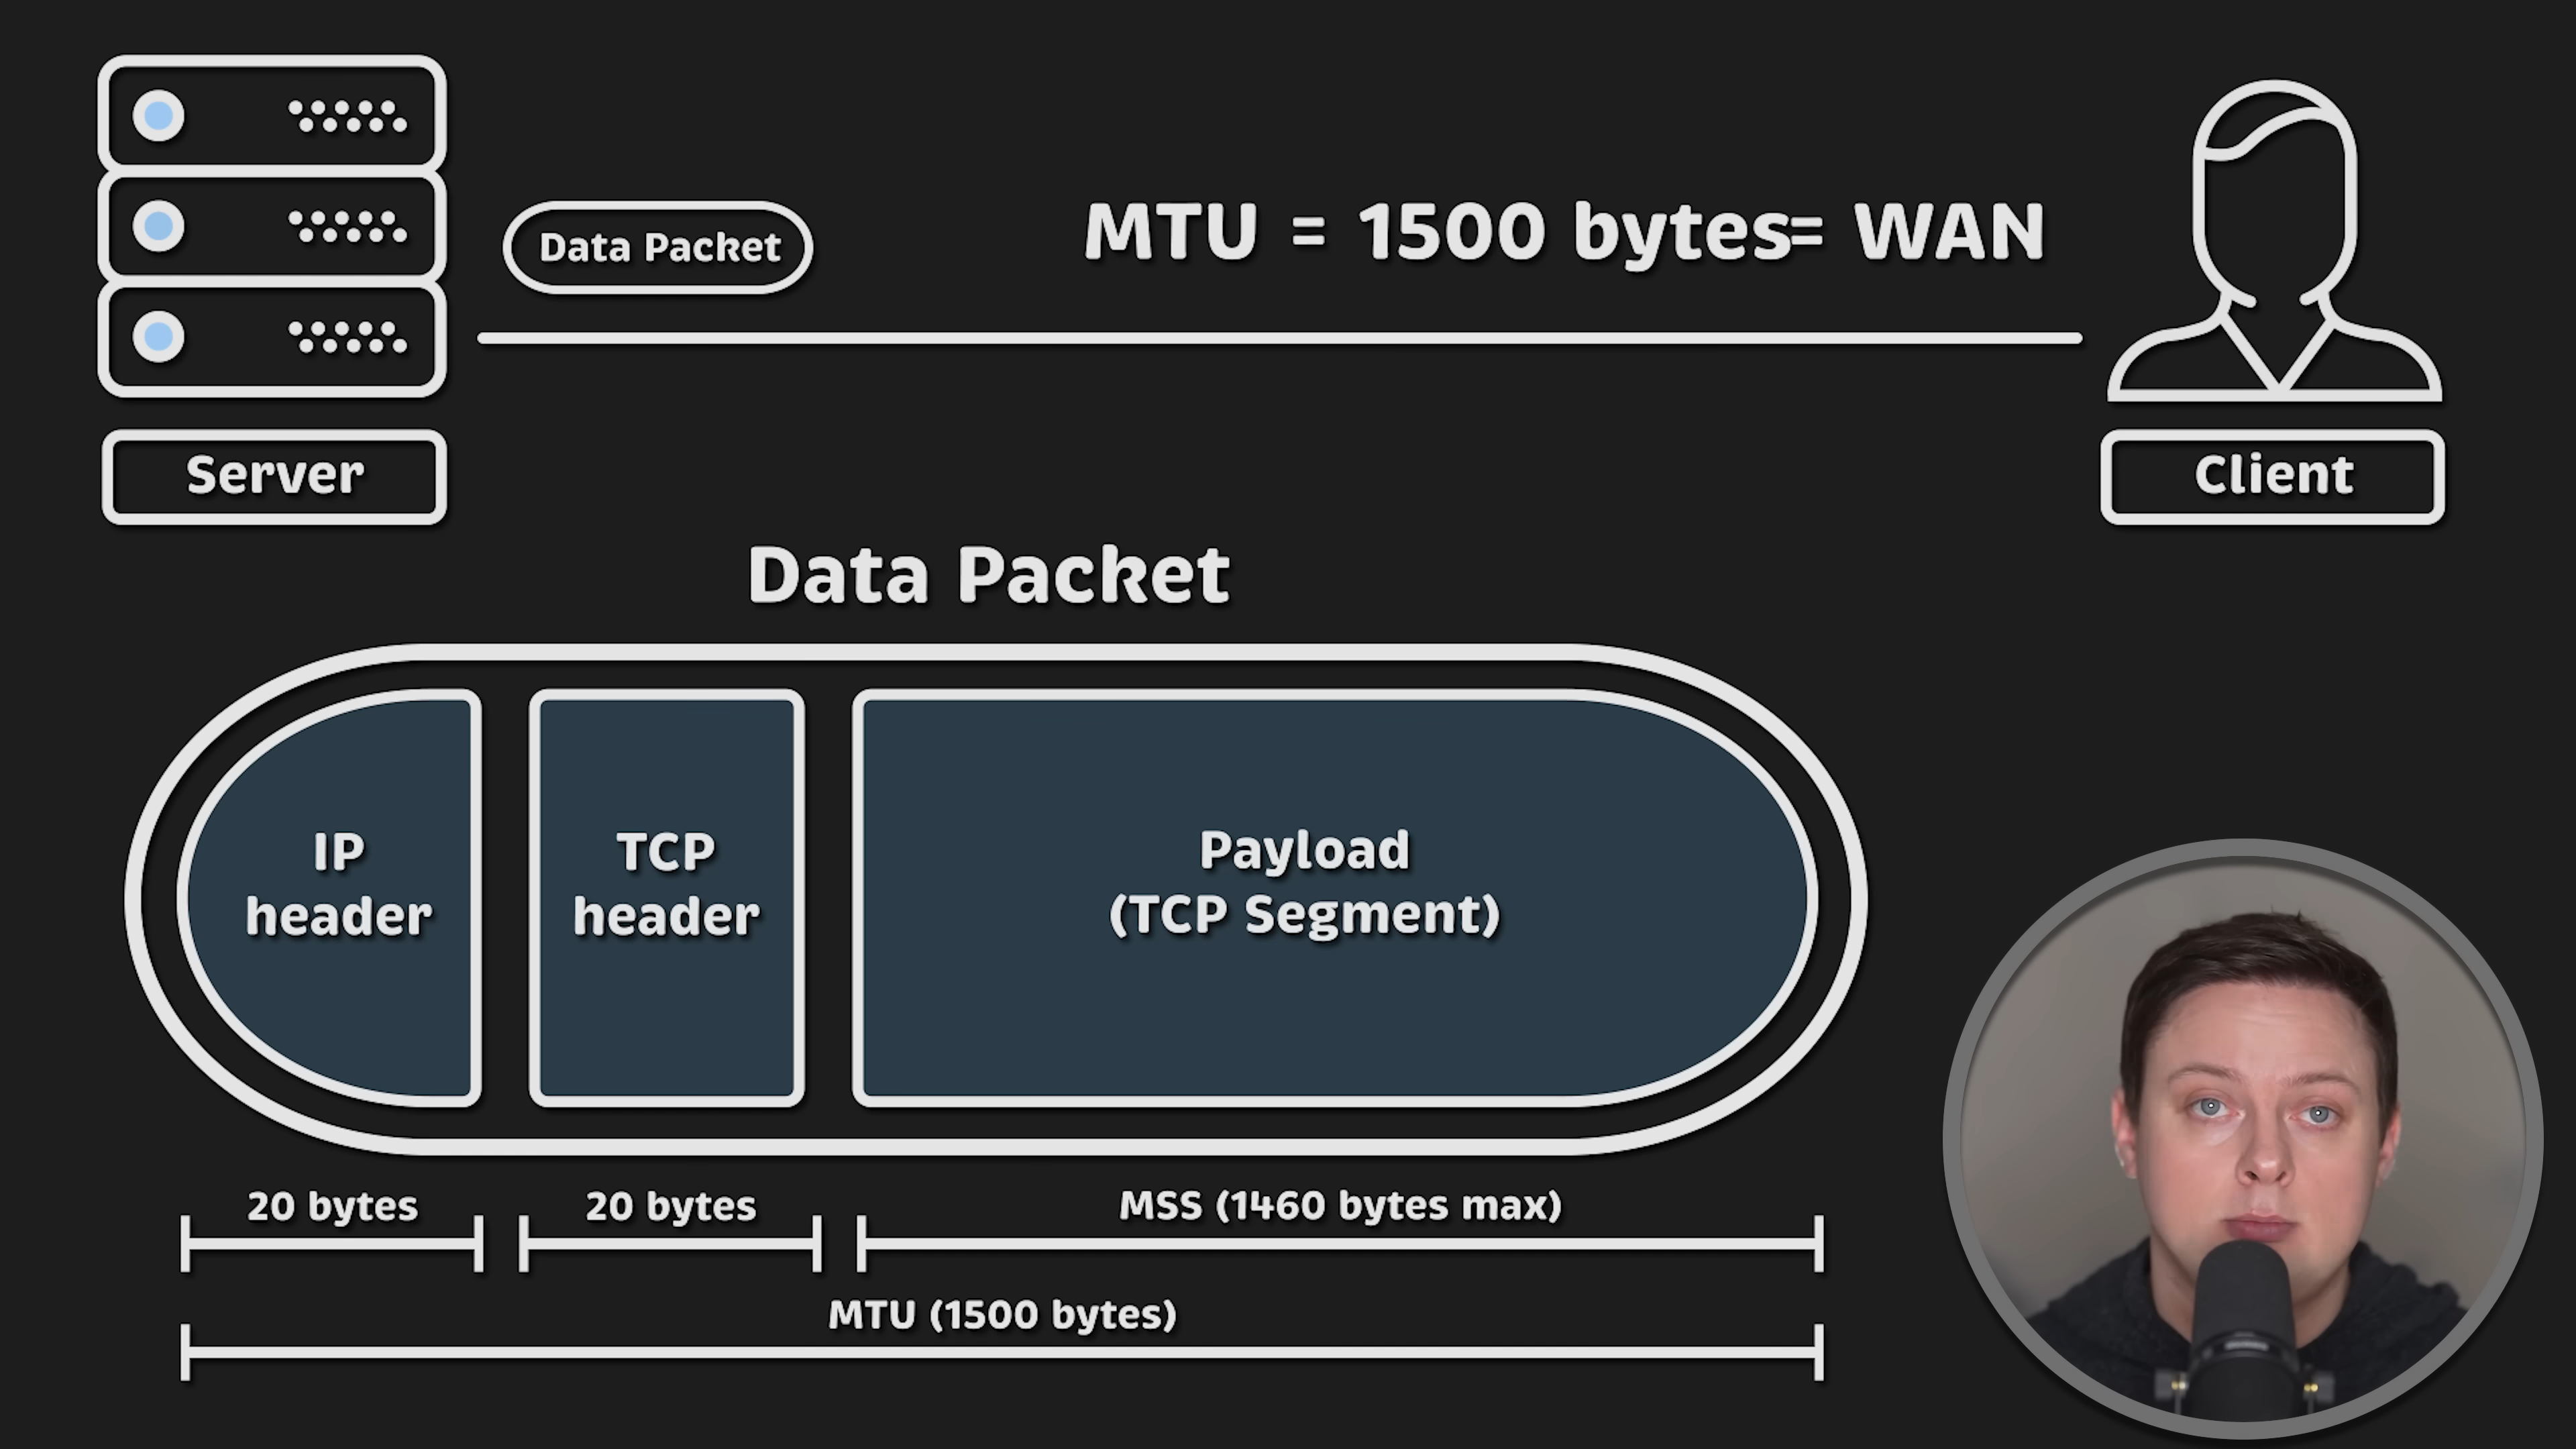 Data Packet
MTU = 1500 bytes= WAN
Server
Client
Data Packet
IP
header
TCP
header
Payload
(TCP Segment)
20 bytes
20 bytes
MSS (1460 bytes max)
MTU (1500 bytes)